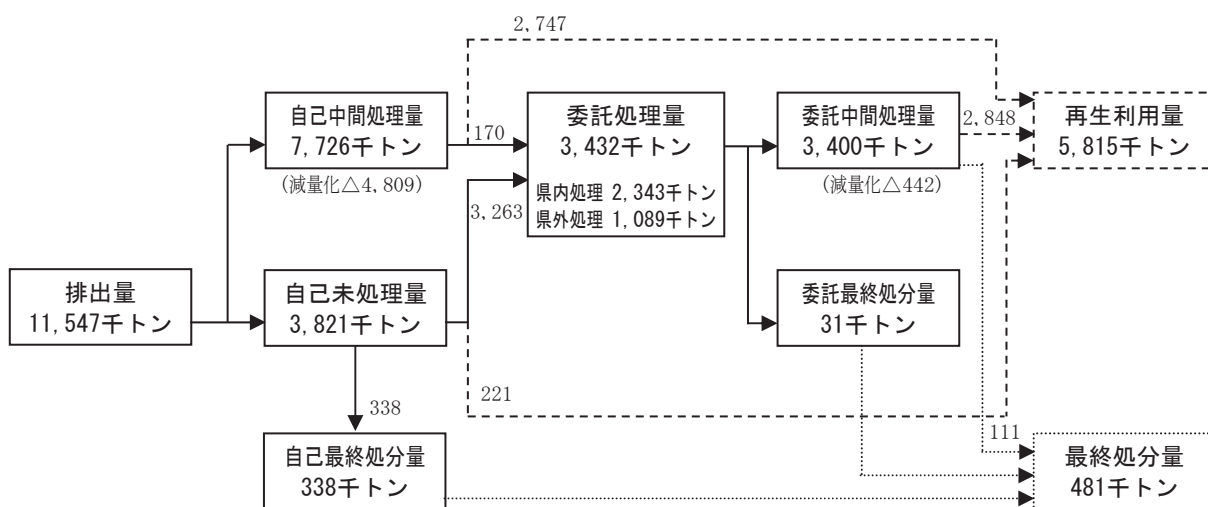 2,747
自己中間処理量
7,726千トン
(減量化△4,809)
170
委託処理量
3,432千トン
県内処理 2,343千トン
県外処理 1,089千トン
委託中間処理量
3,400千トン
(減量化△442)
2,848
再生利用量
5,815千トン
3,263
排出量
11,547千トン
自己未処理量
3,821千トン
委託最終処分量
31千トン
221
338
111
自己最終処分量
338千トン
最終処分量
481千トン